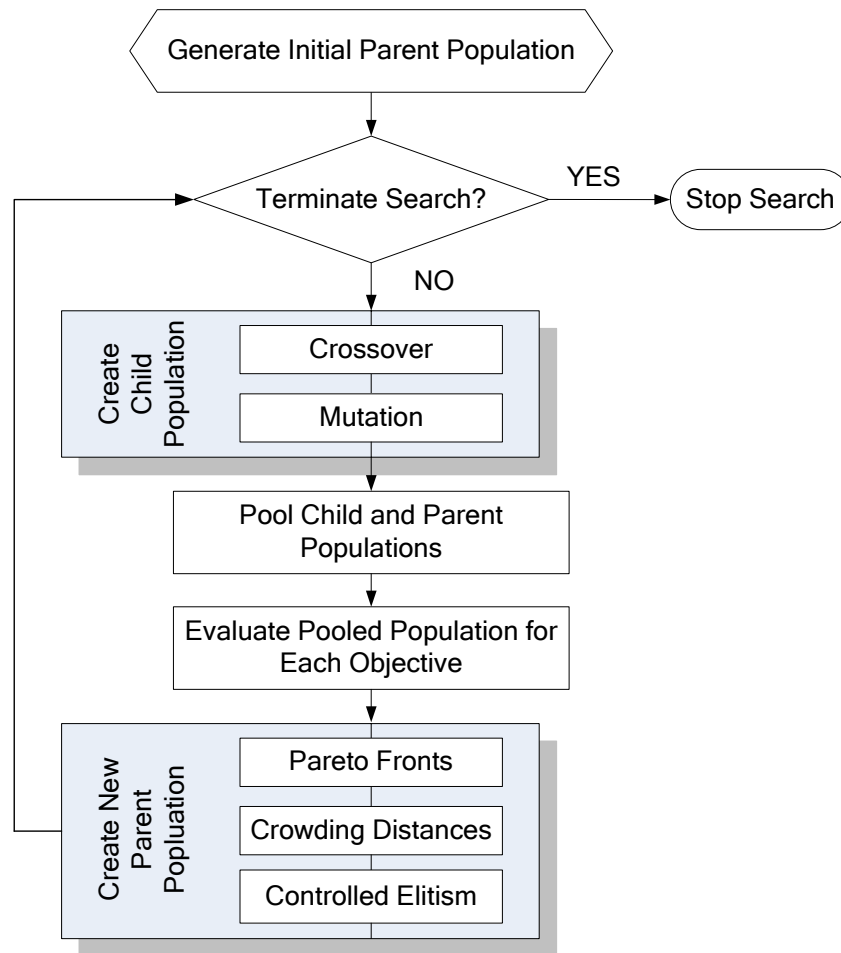 Generate Initial Parent Population
Terminate Search?
YES
Stop Search
NO
Create
Child
Population
Crossover
Mutation
Pool Child and Parent
Populations
Evaluate Pooled Population for
Each Objective
Create New
Parent
Popluation
Pareto Fronts
Crowding Distances
Controlled Elitism